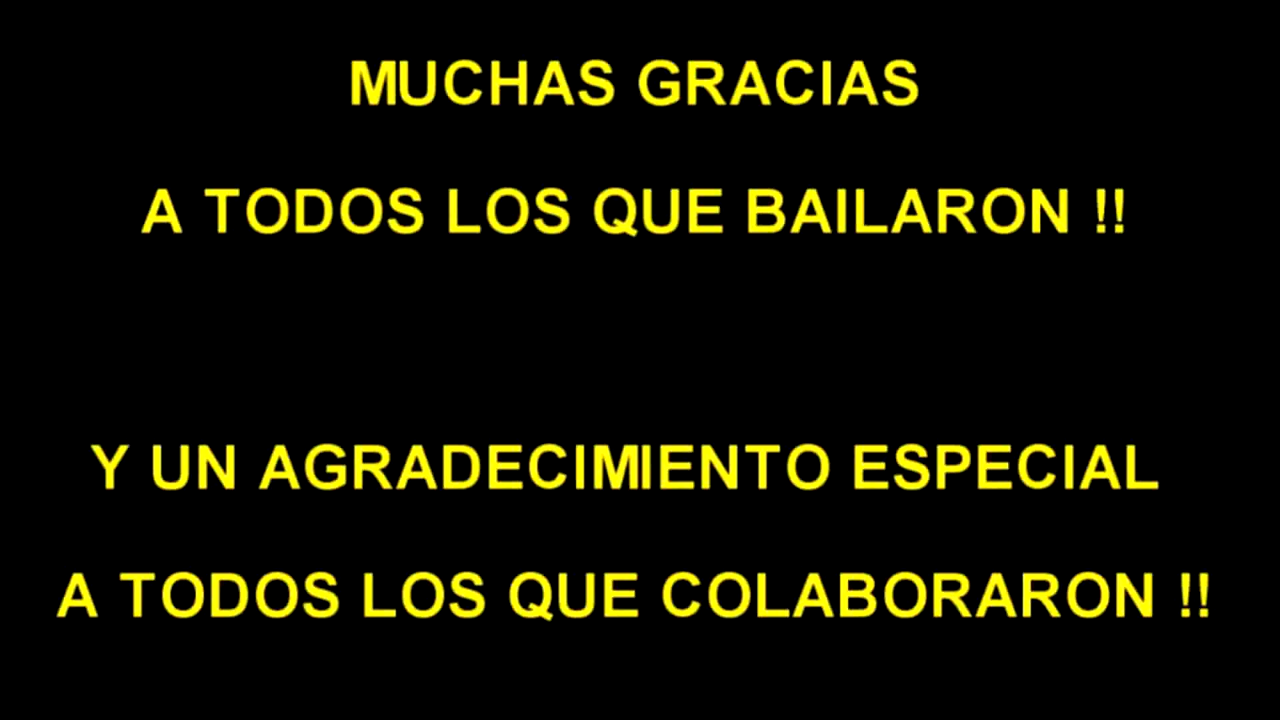 MUCHAS GRACIAS
A TODOS LOS QUE BAILARON !!
Y UN AGRADECIMIENTO ESPECIAL
A TODOS LOS QUE COLABORARON !!